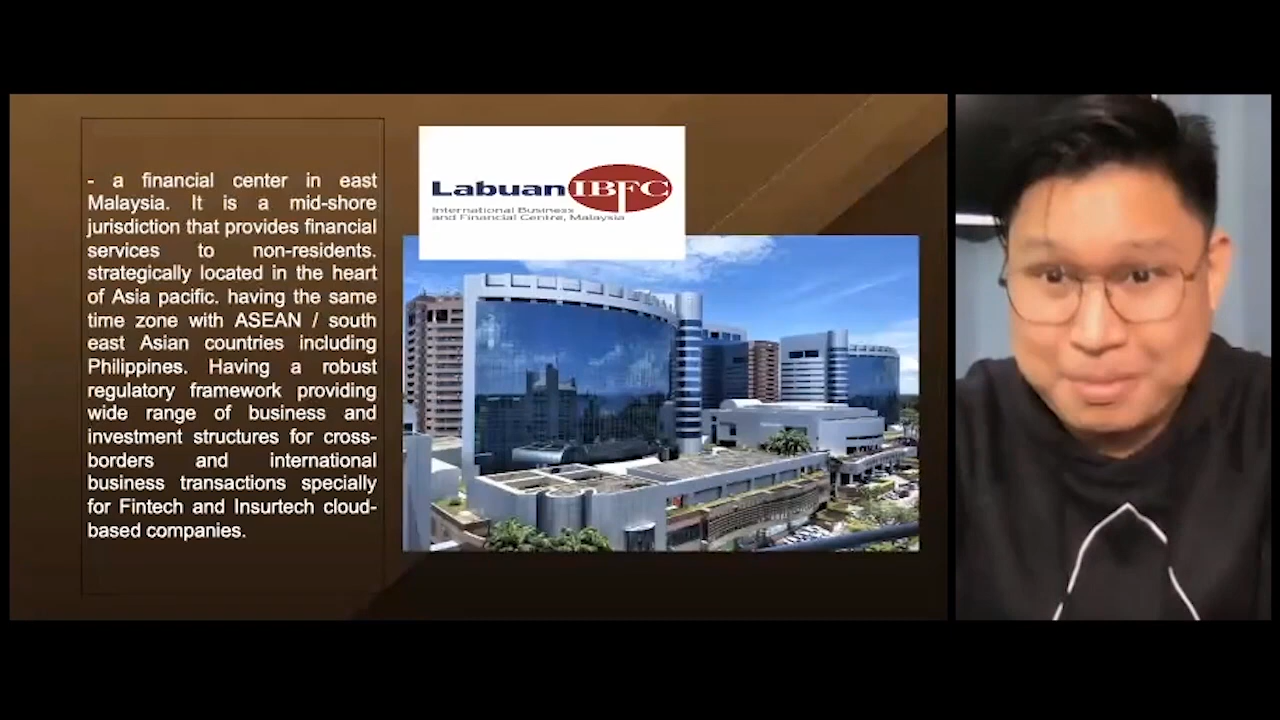 - a financial center in east
Malaysia. It is a mid-shore
jurisdiction that provides financial
services to non-residents.
strategically located in the heart
of Asia pacific. having the same
time zone with ASEAN / south
east Asian countries including
Philippines. Having a robust
regulatory framework providing
wide range of business and
investment structures for cross-
borders and international
business transactions specially
for Fintech and Insurtech cloud-
based companies.
Labuan IBFC
International Business
and Financial Centre, Malaysia